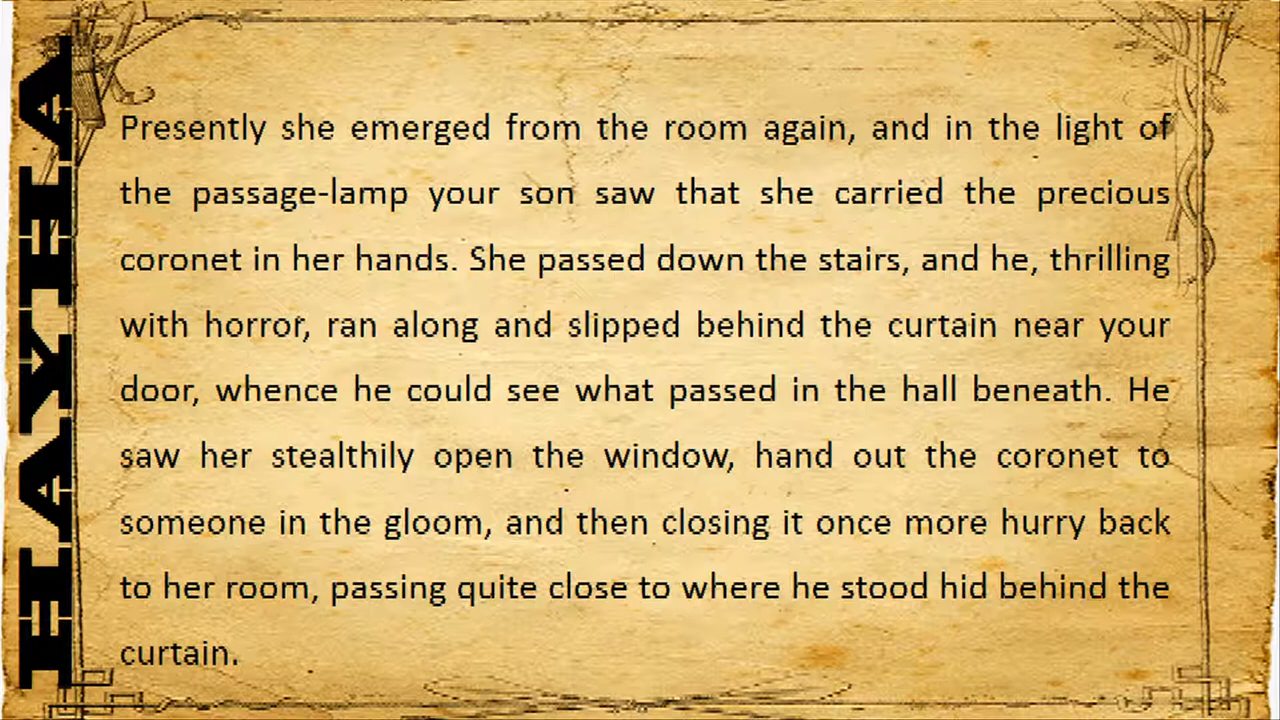 HAYHA
Presently she emerged from the room again, and in the light of
the passage-lamp your son saw that she carried the precious
coronet in her hands. She passed down the stairs, and he, thrilling
with horror, ran along and slipped behind the curtain near your
door, whence he could see what passed in the hall beneath. He
saw her stealthily open the window, hand out the coronet to
someone in the gloom, and then closing it once more hurry back
to her room, passing quite close to where he stood hid behind the
curtain.